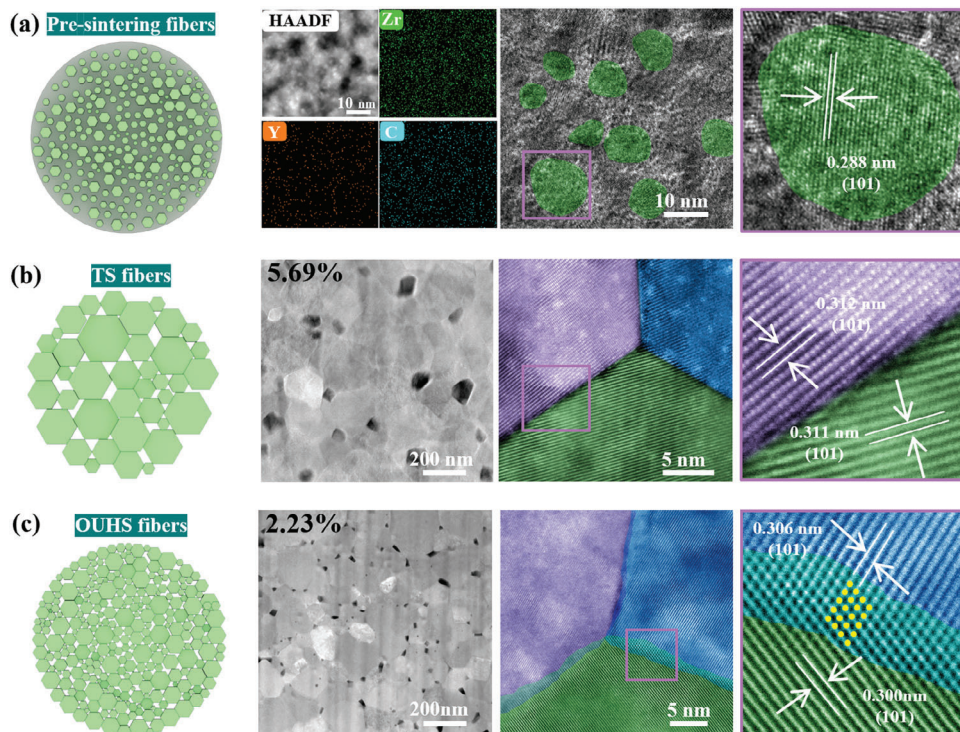 (a) Pre-sintering fibers
HAADF
Zr
10 nm
Y
C
10 nm
0.288 nm
(101)
(b)
TS fibers
5.69%
200 nm
5 nm
0.312 nm
(101)
0.311 nm
(101)
(c)
OUHS fibers
2.23%
200nm
5 nm
0.306 nm
(101)
0.300nm
(101)